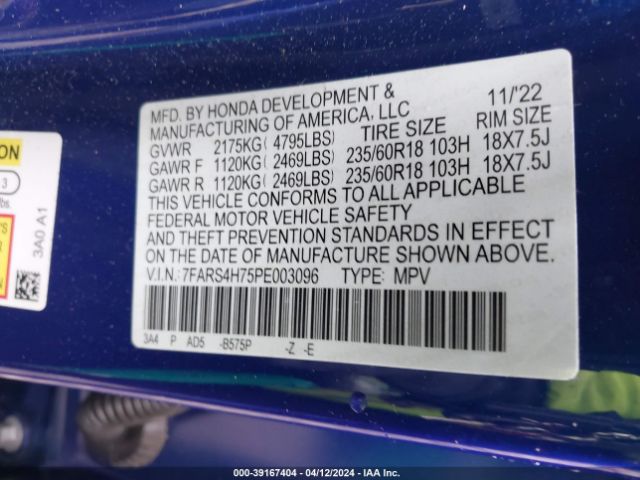 MFD. BY HONDA DEVELOPMENT & 11/'22
MANUFACTURING OF AMERICA, LLC
GVWR 2175KG( 4795LBS) TIRE SIZE RIM SIZE
GAWR F 1120KG( 2469LBS) 235/60R18 103H 18X7.5J
GAWR R 1120KG( 2469LBS) 235/60R18 103H 18X7.5J
THIS VEHICLE CONFORMS TO ALL APPLICABLE
FEDERAL MOTOR VEHICLE SAFETY
AND THEFT PREVENTION STANDARDS IN EFFECT
ON THE DATE OF MANUFACTURE SHOWN ABOVE.
V.I.N.: 7FARS4H75PE003096 TYPE: MPV
3A4 P AD5 -B575P -Z -E
ON
3
lbs.
3A0 A1
000-39167404 - 04/12/2024 - IAA Inc.